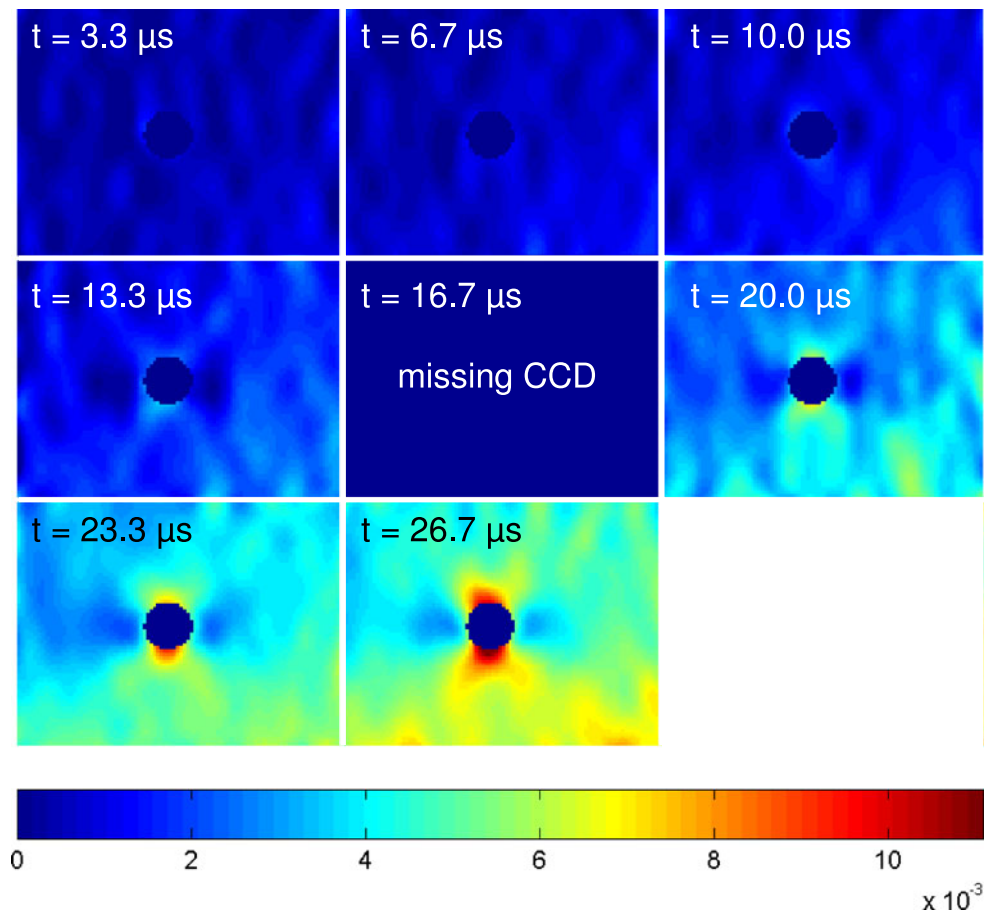 t = 3.3 μs
t = 6.7 μs
t = 10.0 μs
t = 13.3 μs
t = 16.7 μs
t = 20.0 μs
missing CCD
t = 23.3 μs
t = 26.7 μs
0 2 4 6 8 10
x 10-3